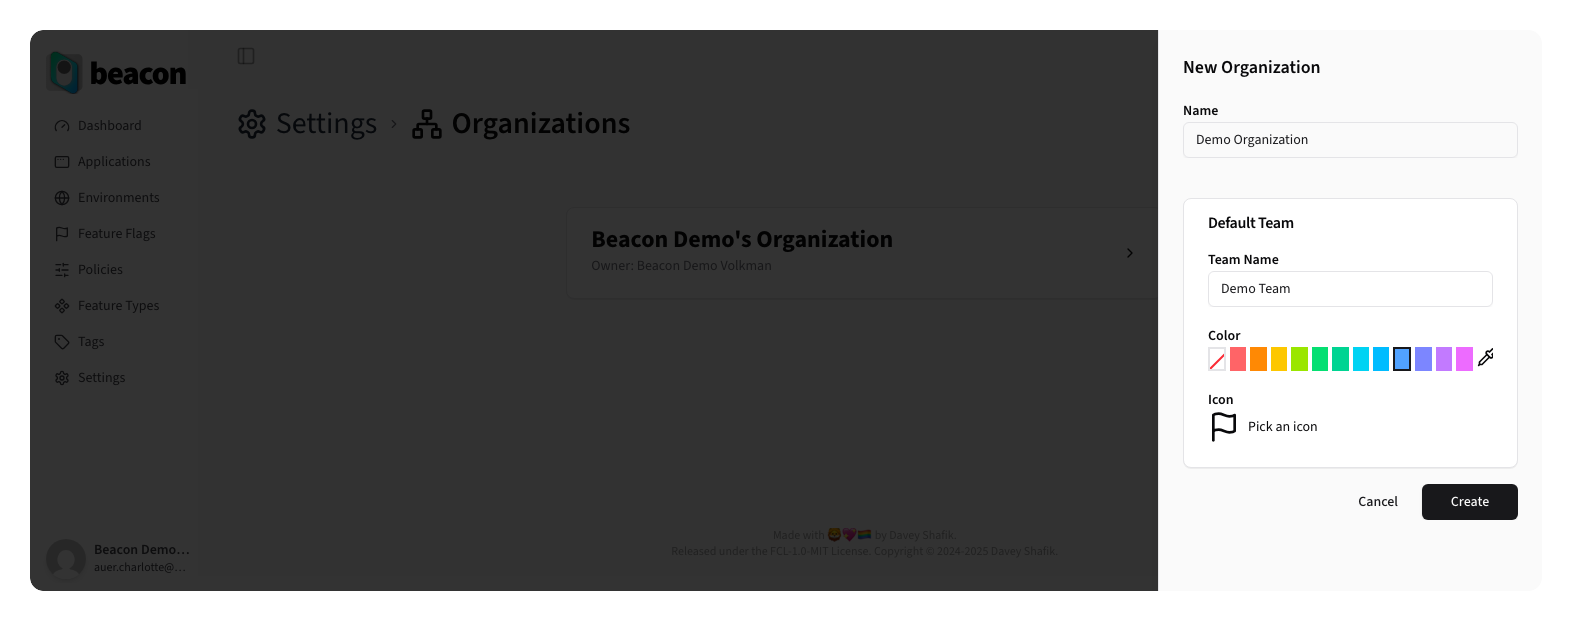 beacon
Dashboard
Applications
Environments
Feature Flags
Policies
Feature Types
Tags
Settings
Beacon Demo...
auer.charlotte@...
Settings › Organizations
Beacon Demo's Organization
Owner: Beacon Demo Volkman
Made with 🦁💖🏳️‍🌈 by Davey Shafik.
Released under the FCL-1.0-MIT License. Copyright © 2024-2025 Davey Shafik.
New Organization
Name
Demo Organization
Default Team
Team Name
Demo Team
Color
Icon
Pick an icon
Cancel
Create